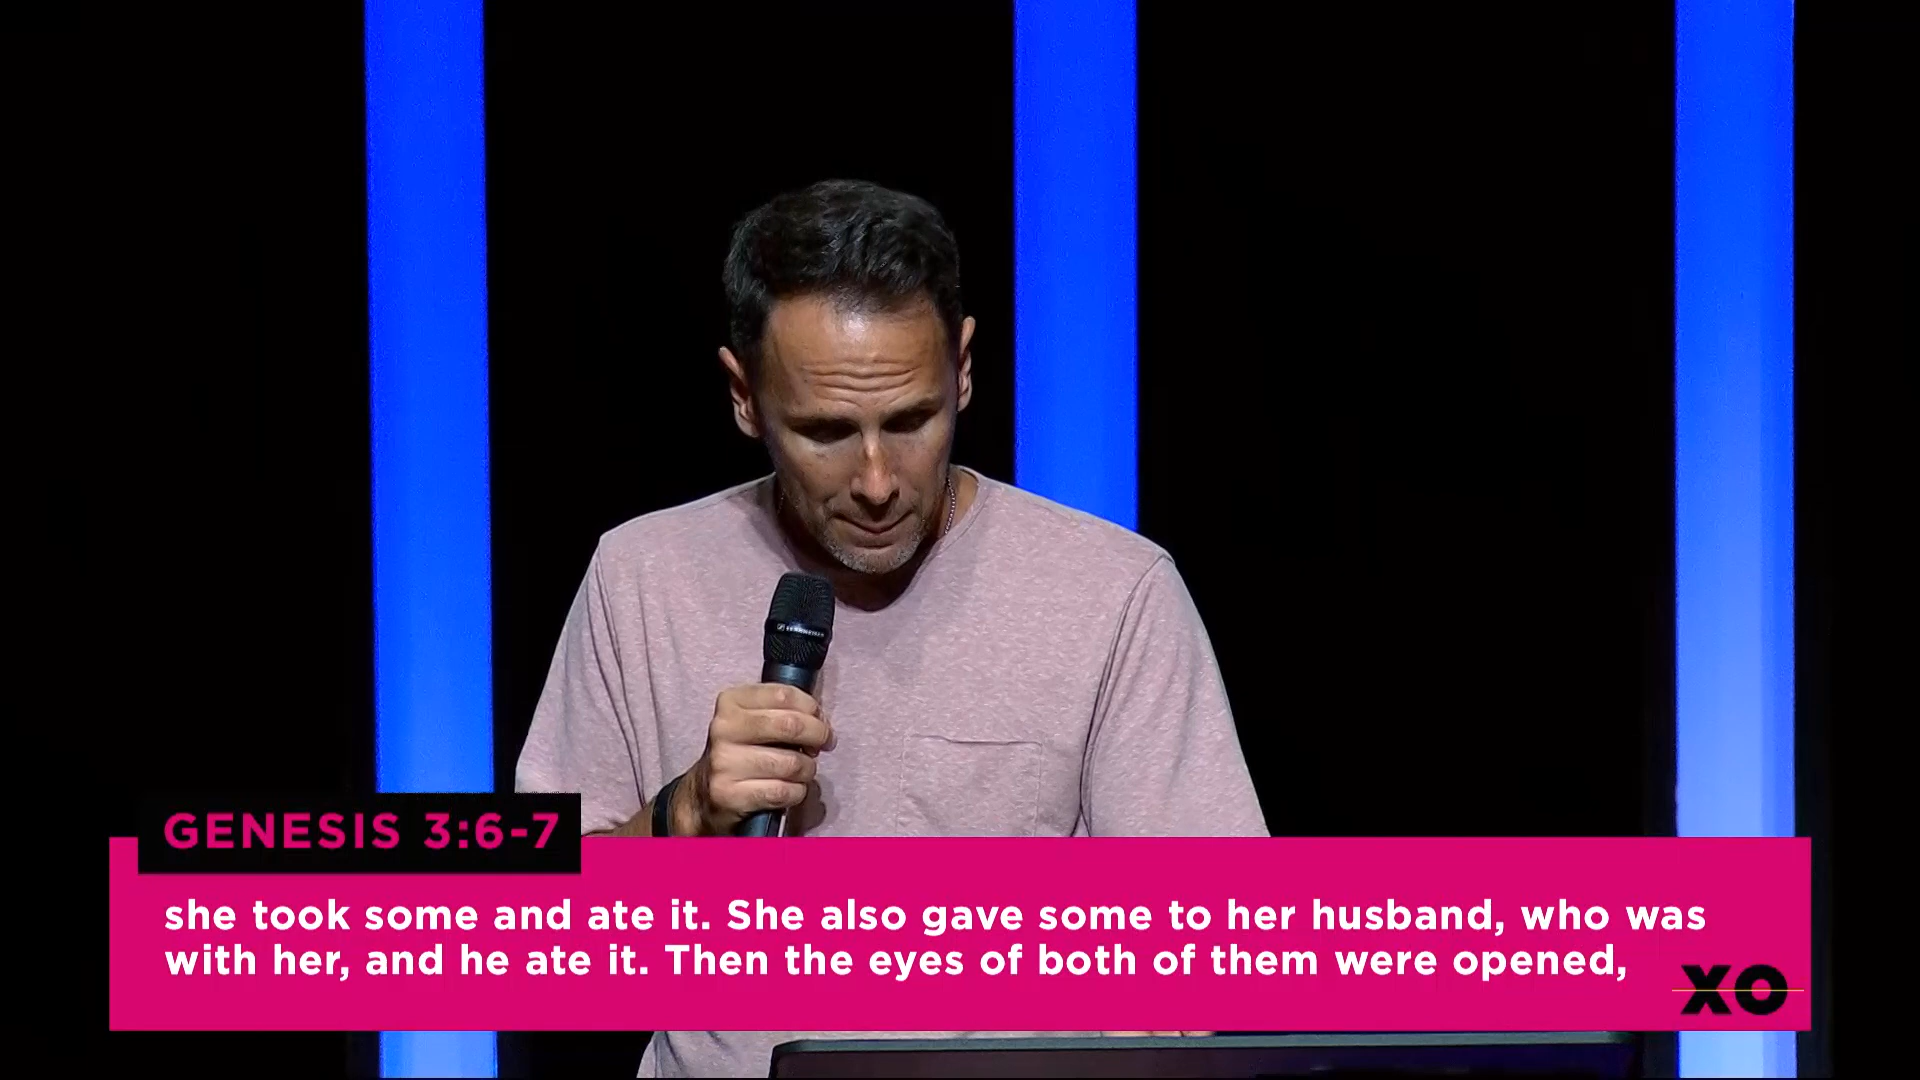 SENNHEISER
GENESIS 3:6-7
she took some and ate it. She also gave some to her husband, who was
with her, and he ate it. Then the eyes of both of them were opened,
XO